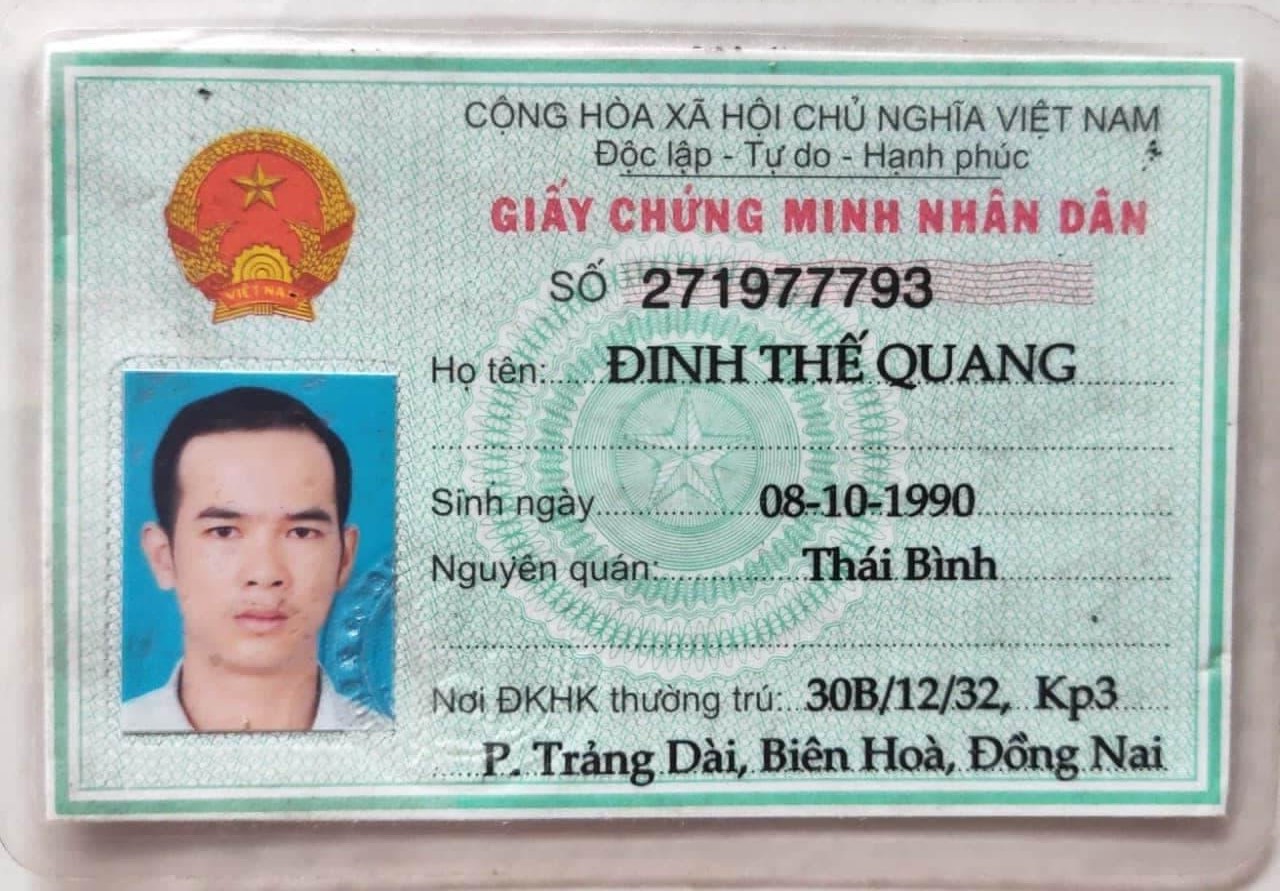 CỘNG HÒA XÃ HỘI CHỦ NGHĨA VIỆT NAM
Độc lập - Tự do - Hạnh phúc
GIẤY CHỨNG MINH NHÂN DÂN
SỐ 271977793
VIỆT NA
Họ tên: ĐINH THẾ QUANG
Sinh ngày 08-10-1990
Nguyên quán: Thái Bình
Nơi ĐKHK thường trú: 30B/12/32, Kp3
P. Trảng Dài, Biên Hoà, Đồng Nai